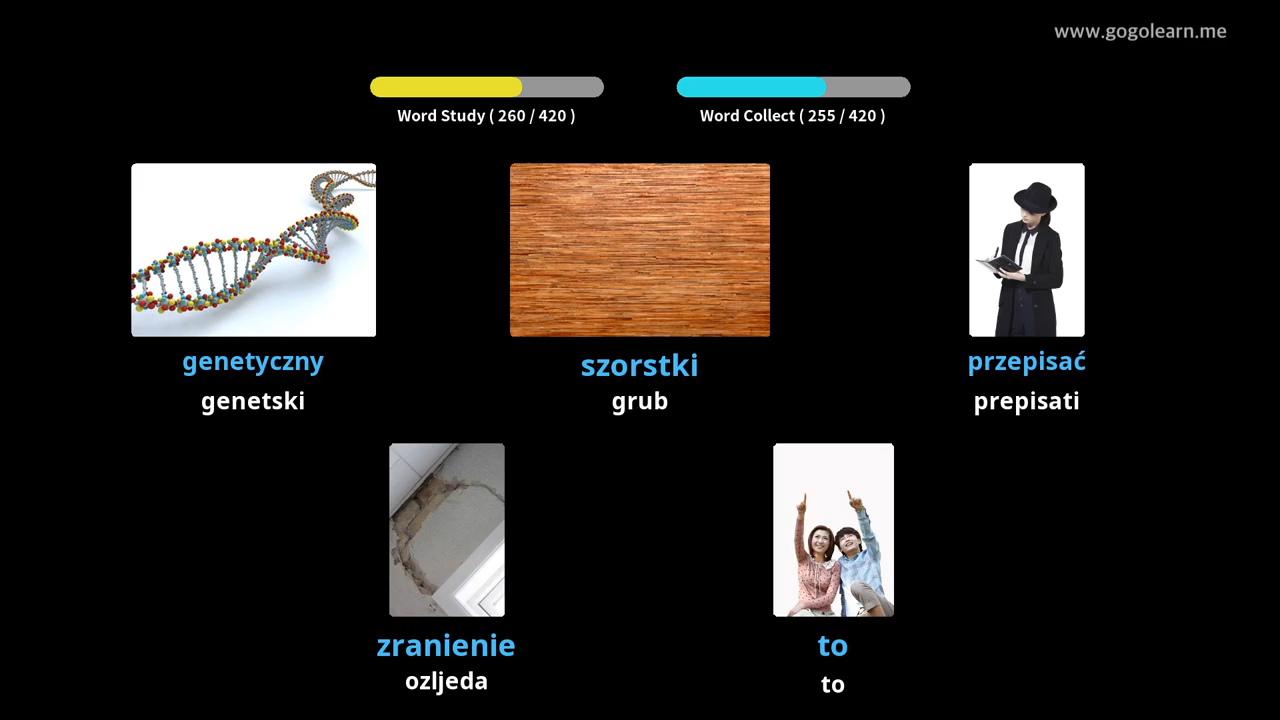 www.gogolearn.me
Word Study ( 260 / 420 )
Word Collect ( 255 / 420 )
genetyczny
genetski
szorstki
grub
przepisać
prepisati
zranienie
ozljeda
to
to